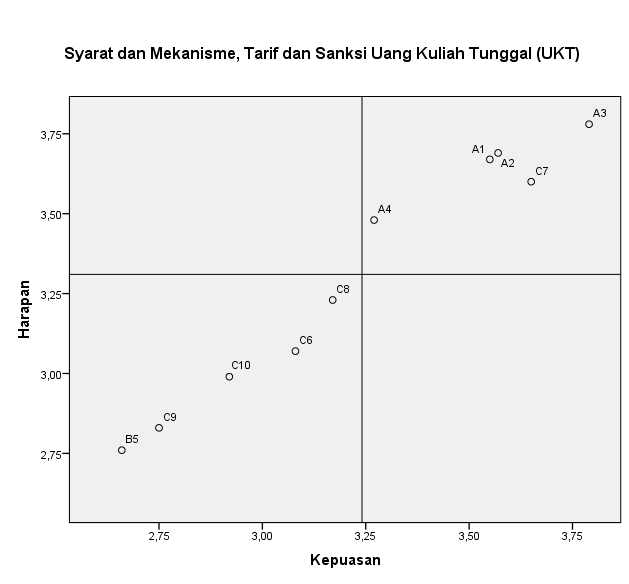 Syarat dan Mekanisme, Tarif dan Sanksi Uang Kuliah Tunggal (UKT)
A3
3,75
A1
A2
C7
3,50
A4
Harapan
3,25
C8
C6
3,00
C10
C9
2,75
B5
2,75 3,00 3,25 3,50 3,75
Kepuasan